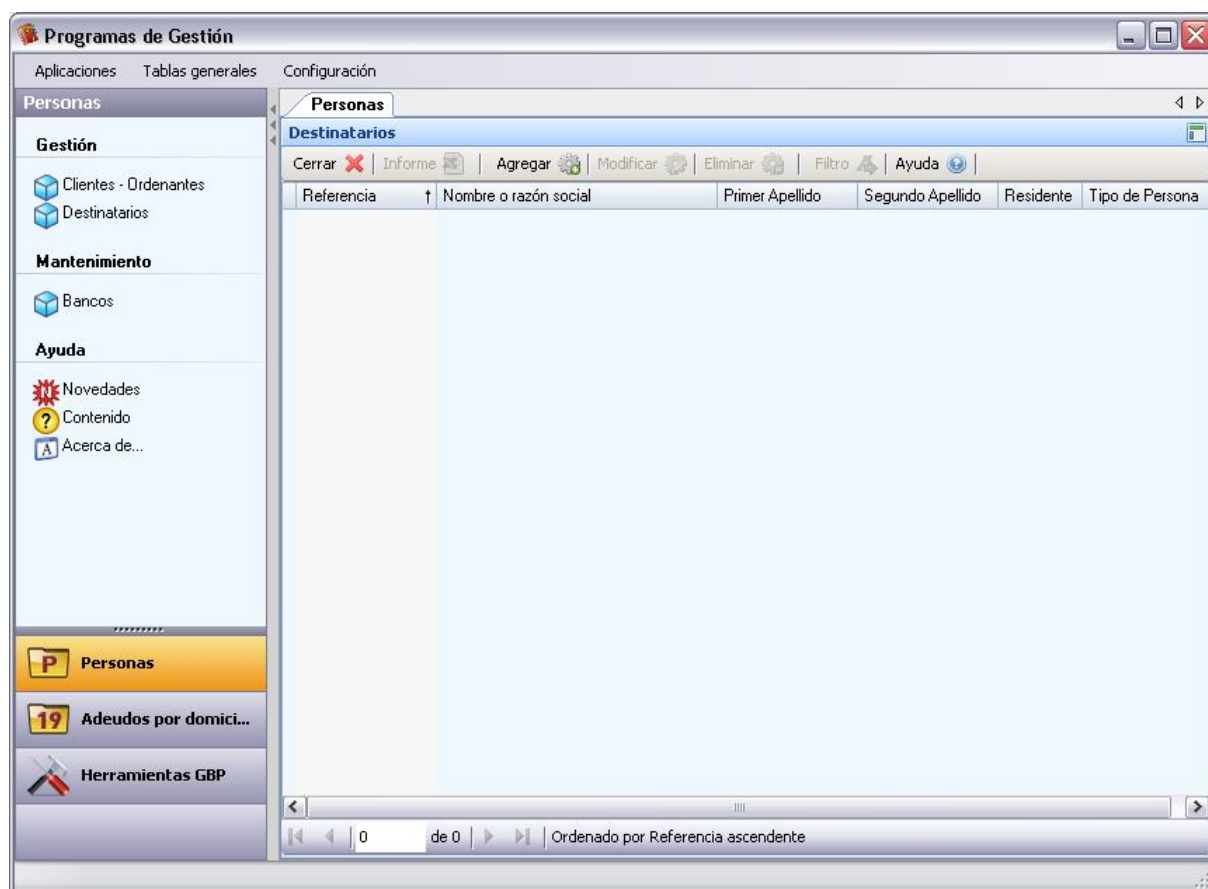 Programas de Gestión
Aplicaciones Tablas generales Configuración
Personas
Gestión
Clientes - Ordenantes
Destinatarios
Mantenimiento
Bancos
Ayuda
N Novedades
? Contenido
A Acerca de...
P Personas
19 Adeudos por domici...
Herramientas GBP
Personas
Destinatarios
Cerrar Informe Agregar Modificar Eliminar Filtro Ayuda
Referencia Nombre o razón social Primer Apellido Segundo Apellido Residente Tipo de Persona
0 de 0 Ordenado por Referencia ascendente